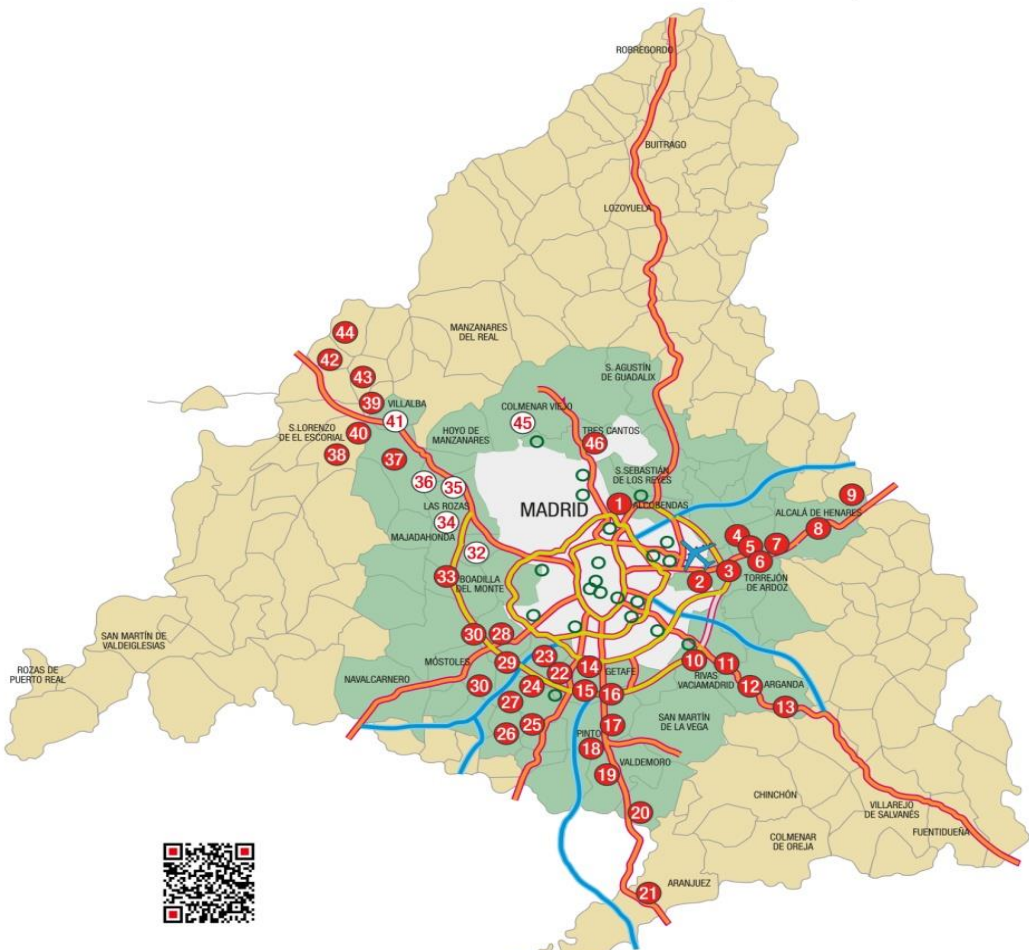 ROBREGORDO
BUITRAGO
LOZOYUELA
44
MANZANARES
DEL REAL
42
43
S. AGUSTÍN
DE GUADALIX
39
VILLALBA
COLMENAR VIEJO
41
45
S.LORENZO
DE EL ESCORIAL
40
HOYO DE
MANZANARES
TRES CANTOS
46
38
37
S.SEBASTIÁN
DE LOS REYES
36
35
9
LAS ROZAS
MADRID
1
ALCOBENDAS
ALCALÁ DE HENARES
34
8
MAJADAHONDA
4
5
7
32
6
33
BOADILLA
DEL MONTE
2
3
TORREJÓN
DE ARDOZ
SAN MARTÍN DE
VALDEIGLESIAS
30
28
ROZAS DE
PUERTO REAL
MÓSTOLES
29
23
14
GETAFE
10
11
22
RIVAS
VACIAMADRID
NAVALCARNERO
30
24
15
16
12
ARGANDA
27
13
26
25
17
SAN MARTÍN
DE LA VEGA
PINTO
18
VALDEMORO
19
20
CHINCHÓN
VILLAREJO
DE SALVANÉS
COLMENAR
DE OREJA
FUENTIDUEÑA
ARANJUEZ
21